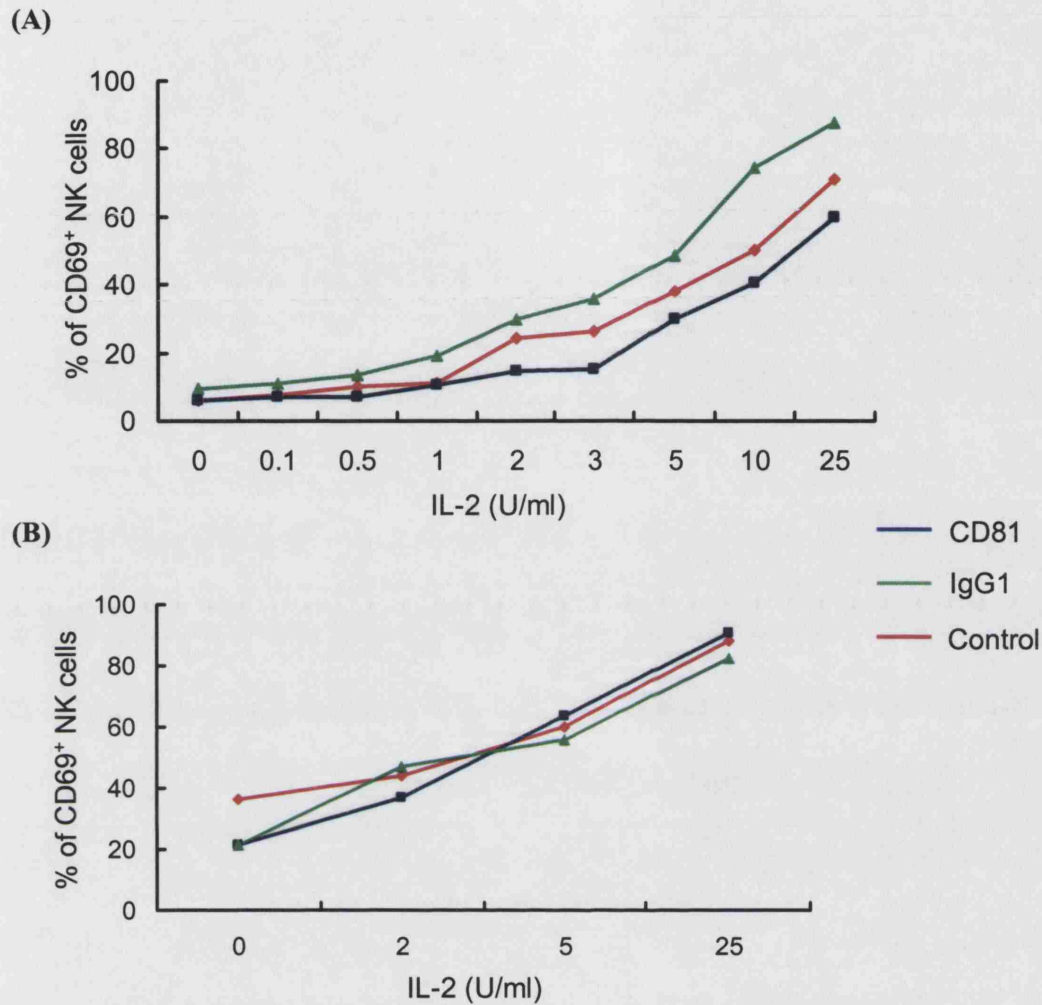 (A)
100
80
60
40
20
0
% of CD69⁺ NK cells
0 0.1 0.5 1 2 3 5 10 25
IL-2 (U/ml)
(B)
CD81
IgG1
Control
100
80
60
40
20
0
% of CD69⁺ NK cells
0 2 5 25
IL-2 (U/ml)